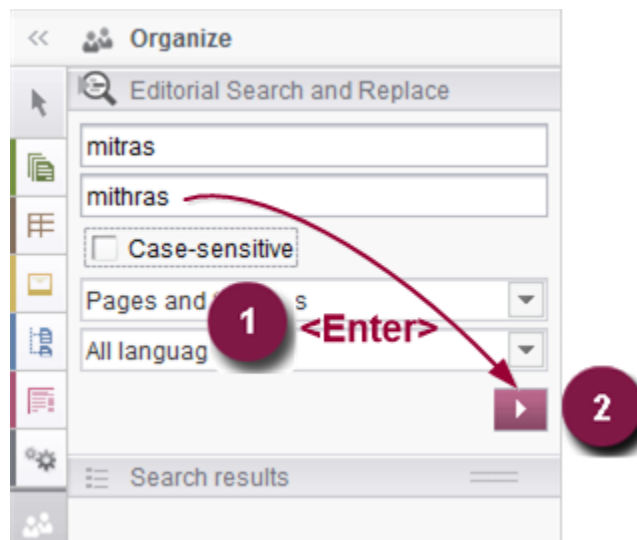 <<
Organize
Editorial Search and Replace
mitras
mithras
Case-sensitive
Pages and s
1
<Enter>
All languag
2
Search results